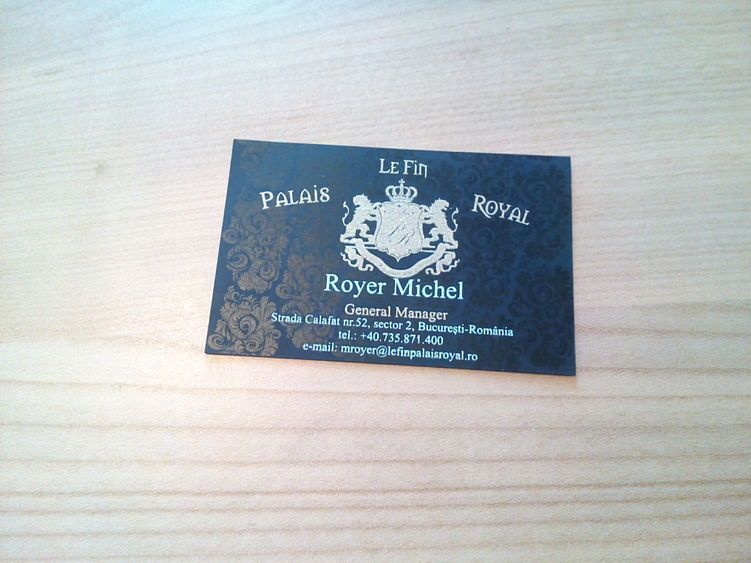 LE FIN
PALAIS ROYAL
Royer Michel
General Manager
Strada Calafat nr.52, sector 2, București-România
tel.: +40.735.871.400
e-mail: mroyer@lefinpalaisroyal.ro